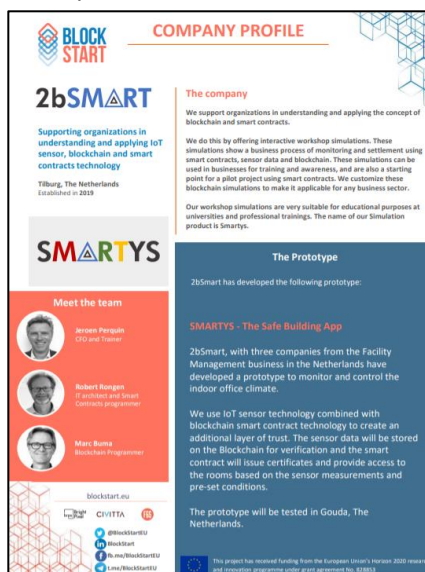 BLOCK
START
COMPANY PROFILE
2bSMART
Supporting organizations in
understanding and applying IoT
sensor, blockchain and smart
contracts technology
Tilburg, The Netherlands
Established in 2019
The company
We support organizations in understanding and applying the concept of
blockchain and smart contracts.
We do this by offering interactive workshop simulations. These
simulations show a business process of monitoring and settlement using
smart contracts, sensor data and blockchain. These simulations can be
used in businesses for training and awareness, and are also a starting
point for a pilot project using smart contracts. We customize these
blockchain simulations to make it applicable for any business sector.
Our workshop simulations are very suitable for educational purposes at
universities and professional trainings. The name of our Simulation
product is Smartys.
SMARTYS
Meet the team
Jeroen Perquin
CEO and Trainer
Robert Rongen
IT architect and Smart
Contracts programmer
Marc Buma
Blockchain Programmer
The Prototype
2bSmart has developed the following prototype:
SMARTYS - The Safe Building App
2bSmart, with three companies from the Facility
Management business in the Netherlands have
developed a prototype to monitor and control the
indoor office climate.
We use IoT sensor technology combined with
blockchain smart contract technology to create an
additional layer of trust. The sensor data will be stored
on the Blockchain for verification and the smart
contract will issue certificates and provide access to
the rooms based on the sensor measurements and
pre-set conditions.
The prototype will be tested in Gouda, The
Netherlands.
blockstart.eu
Bright Pixel
CIVITTA
@BlockStartEU
BlockStart
fb.me/BlockStartEU
t.me/BlockStartEU
This project has received funding from the European Union's Horizon 2020 resear
and innovation programme under grant agreement No. 828853